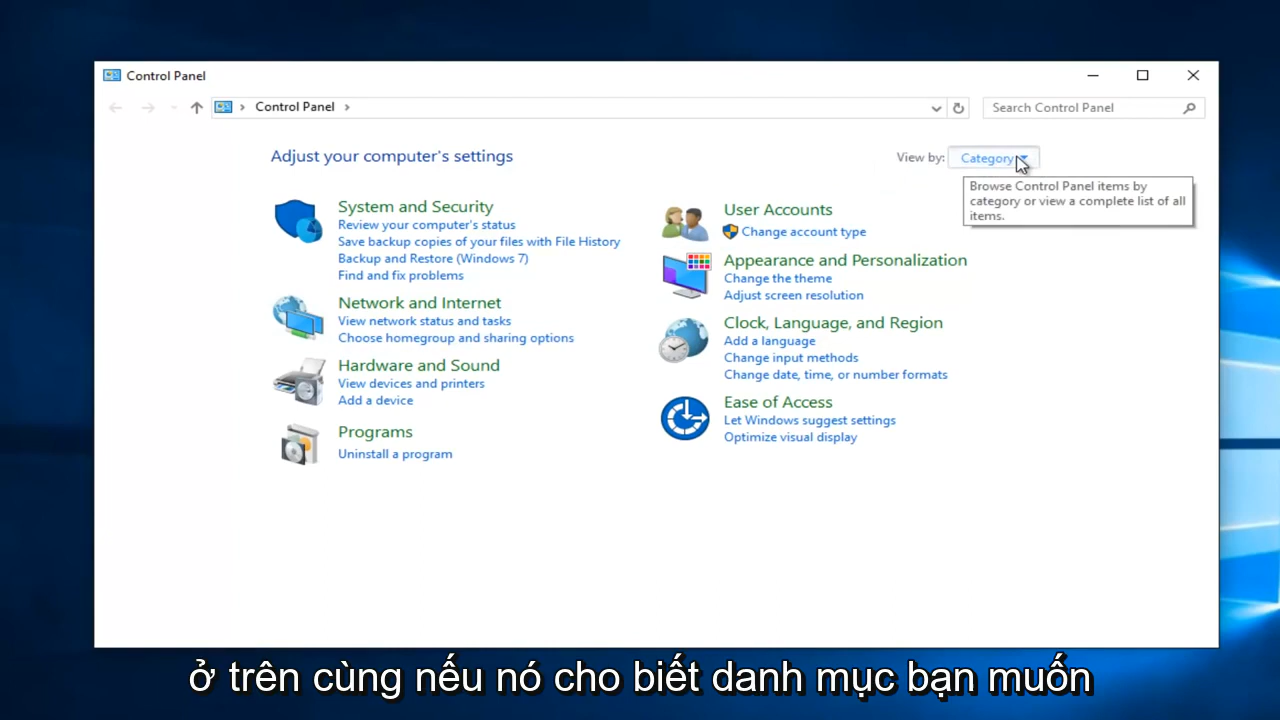 Control Panel
Control Panel
Search Control Panel
Adjust your computer's settings
View by: Category
Browse Control Panel items by
category or view a complete list of all
items.
System and Security
Review your computer's status
Save backup copies of your files with File History
Backup and Restore (Windows 7)
Find and fix problems
Network and Internet
View network status and tasks
Choose homegroup and sharing options
Hardware and Sound
View devices and printers
Add a device
Programs
Uninstall a program
User Accounts
Change account type
Appearance and Personalization
Change the theme
Adjust screen resolution
Clock, Language, and Region
Add a language
Change input methods
Change date, time, or number formats
Ease of Access
Let Windows suggest settings
Optimize visual display
ở trên cùng nếu nó cho biết danh mục bạn muốn